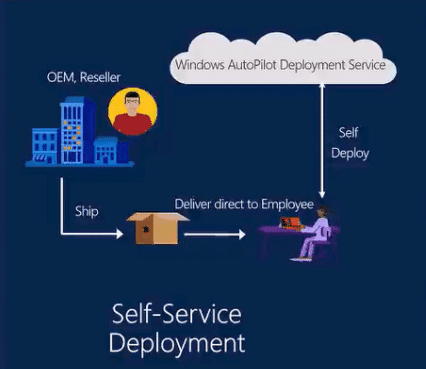 Windows AutoPilot Deployment Service
OEM, Reseller
Self
Deploy
Ship
Deliver direct to Employee
Self-Service
Deployment